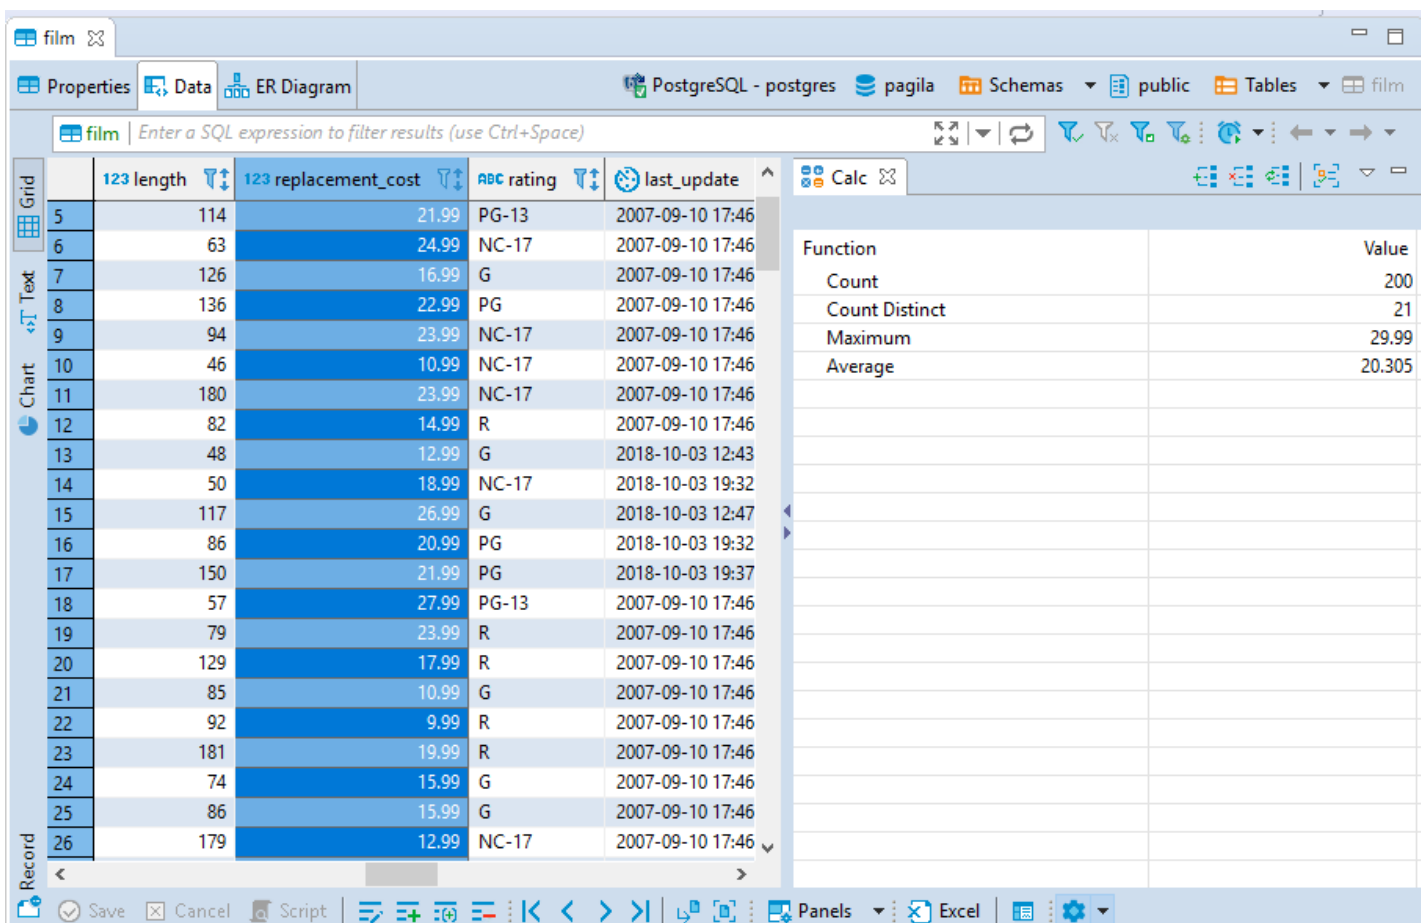 film
Properties Data ER Diagram PostgreSQL - postgres pagila Schemas public Tables film
film Enter a SQL expression to filter results (use Ctrl+Space)
Grid
Text
Chart
Record
123 length 123 replacement_cost ABC rating last_update
5 114 21.99 PG-13 2007-09-10 17:46
6 63 24.99 NC-17 2007-09-10 17:46
7 126 16.99 G 2007-09-10 17:46
8 136 22.99 PG 2007-09-10 17:46
9 94 23.99 NC-17 2007-09-10 17:46
10 46 10.99 NC-17 2007-09-10 17:46
11 180 23.99 NC-17 2007-09-10 17:46
12 82 14.99 R 2007-09-10 17:46
13 48 12.99 G 2018-10-03 12:43
14 50 18.99 NC-17 2018-10-03 19:32
15 117 26.99 G 2018-10-03 12:47
16 86 20.99 PG 2018-10-03 19:32
17 150 21.99 PG 2018-10-03 19:37
18 57 27.99 PG-13 2007-09-10 17:46
19 79 23.99 R 2007-09-10 17:46
20 129 17.99 R 2007-09-10 17:46
21 85 10.99 G 2007-09-10 17:46
22 92 9.99 R 2007-09-10 17:46
23 181 19.99 R 2007-09-10 17:46
24 74 15.99 G 2007-09-10 17:46
25 86 15.99 G 2007-09-10 17:46
26 179 12.99 NC-17 2007-09-10 17:46
Calc
Function Value
Count 200
Count Distinct 21
Maximum 29.99
Average 20.305
Save Cancel Script Panels Excel